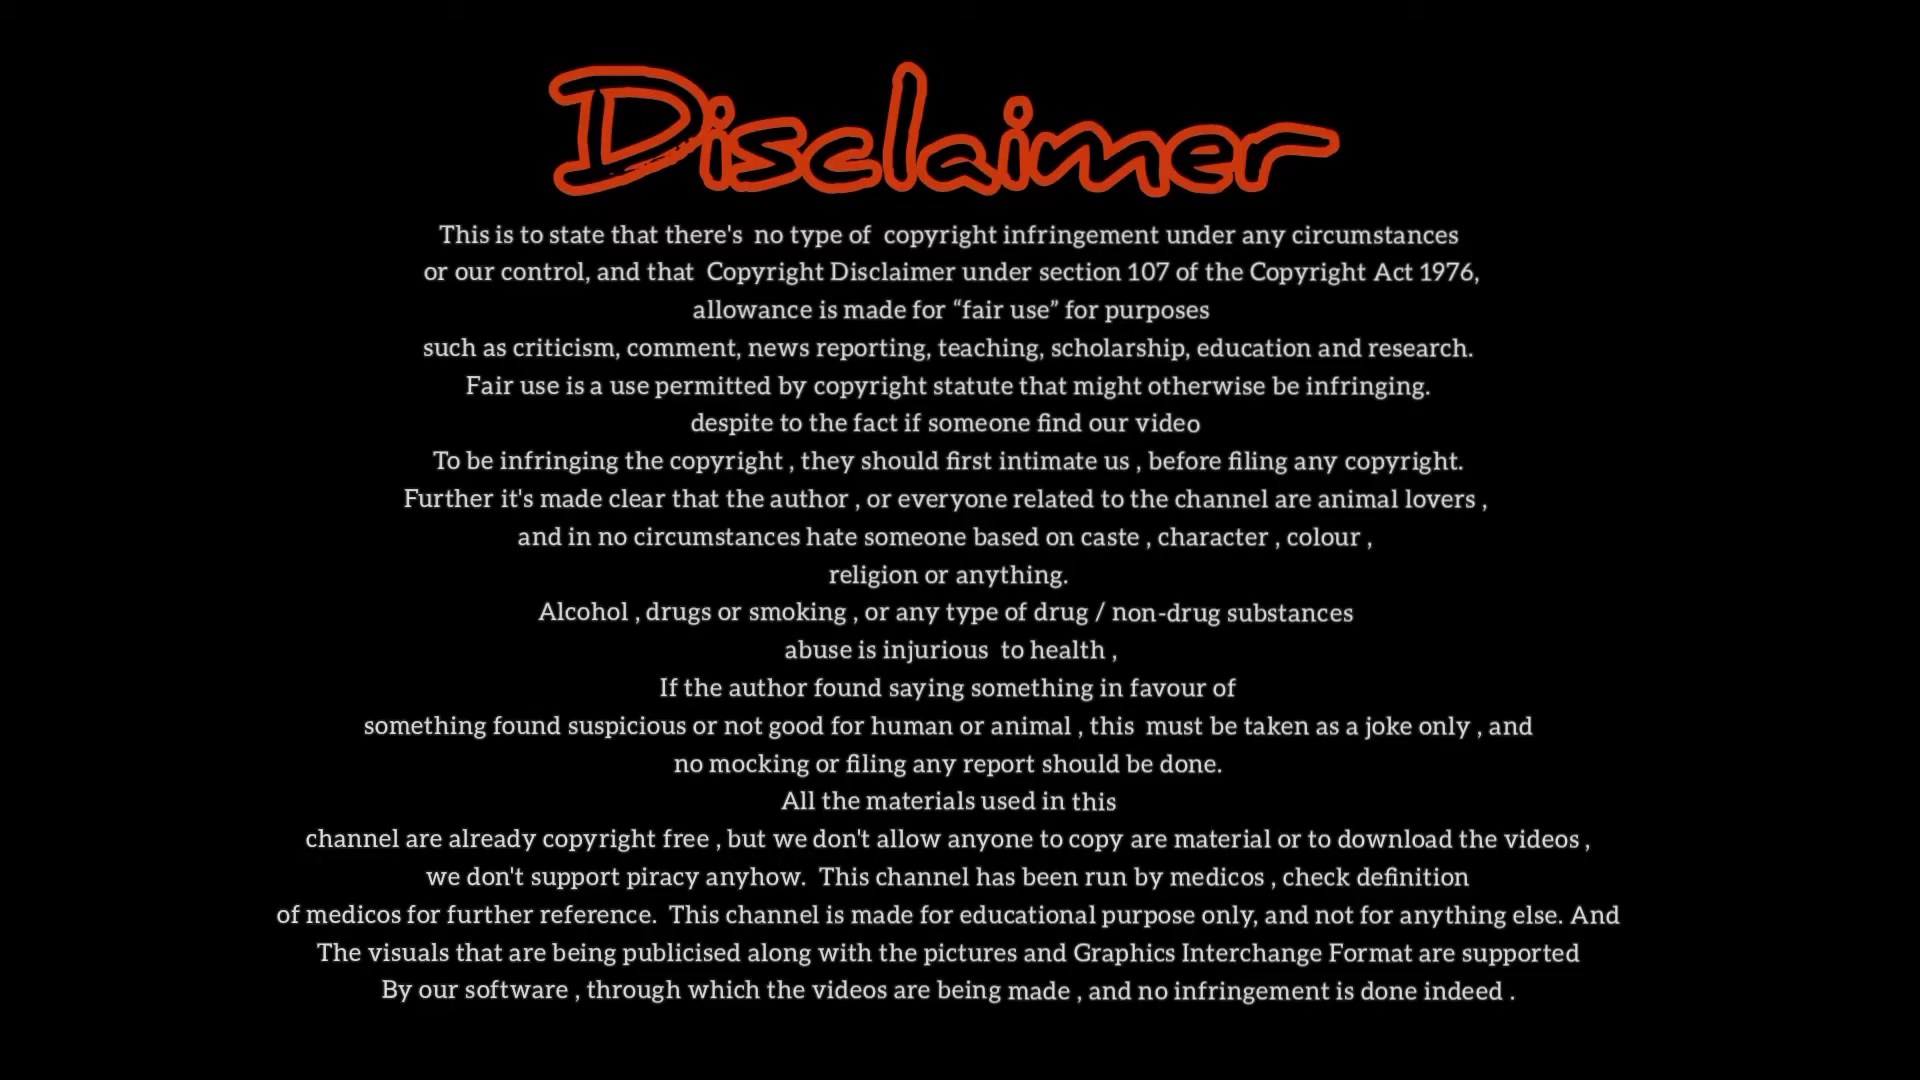 Disclaimer
This is to state that there's  no type of  copyright infringement under any circumstances
or our control, and that  Copyright Disclaimer under section 107 of the Copyright Act 1976,
allowance is made for “fair use” for purposes
such as criticism, comment, news reporting, teaching, scholarship, education and research.
Fair use is a use permitted by copyright statute that might otherwise be infringing.
despite to the fact if someone find our video
To be infringing the copyright , they should first intimate us , before filing any copyright.
Further it's made clear that the author , or everyone related to the channel are animal lovers ,
and in no circumstances hate someone based on caste , character , colour ,
religion or anything.
Alcohol , drugs or smoking , or any type of drug / non-drug substances
abuse is injurious  to health ,
If the author found saying something in favour of
something found suspicious or not good for human or animal , this  must be taken as a joke only , and
no mocking or filing any report should be done.
All the materials used in this
channel are already copyright free , but we don't allow anyone to copy are material or to download the videos ,
we don't support piracy anyhow.  This channel has been run by medicos , check definition
of medicos for further reference.  This channel is made for educational purpose only, and not for anything else. And
The visuals that are being publicised along with the pictures and Graphics Interchange Format are supported
By our software , through which the videos are being made , and no infringement is done indeed .